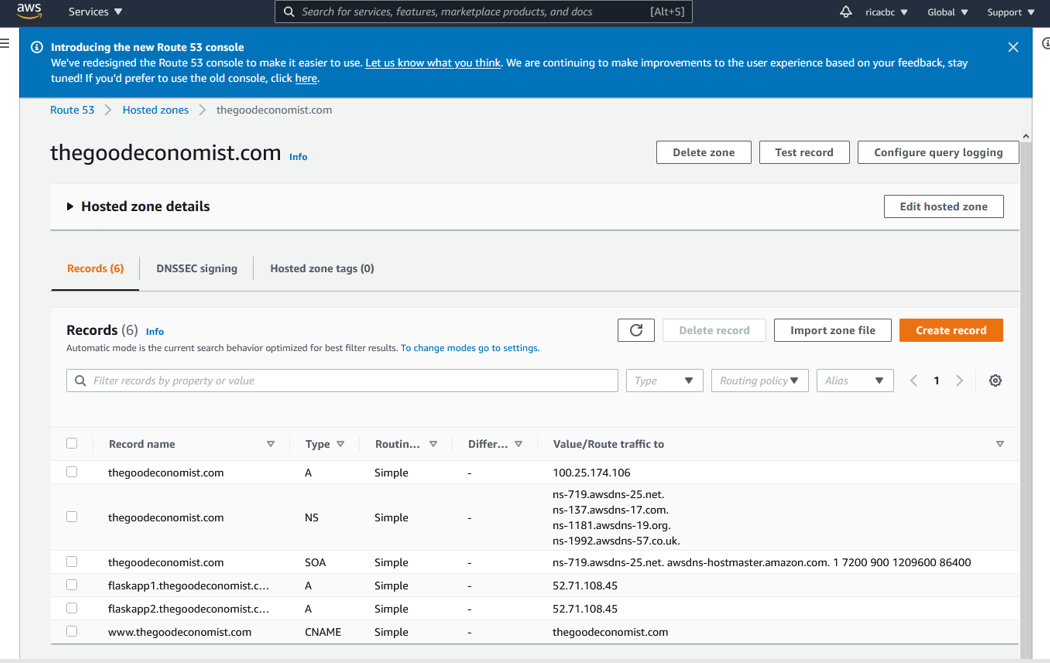 aws Services Search for services, features, marketplace products, and docs [Alt+S] ricacbc Global Support
Introducing the new Route 53 console
We've redesigned the Route 53 console to make it easier to use. Let us know what you think. We are continuing to make improvements to the user experience based on your feedback, stay
tuned! If you'd prefer to use the old console, click here.
Route 53 Hosted zones thegoodeconomist.com
thegoodeconomist.com Info Delete zone Test record Configure query logging
Hosted zone details Edit hosted zone
Records (6) DNSSEC signing Hosted zone tags (0)
Records (6) Info Delete record Import zone file Create record
Automatic mode is the current search behavior optimized for best filter results. To change modes go to settings.
Filter records by property or value Type Routing policy Alias 1
Record name Type Routin... Differ... Value/Route traffic to
thegoodeconomist.com A Simple - 100.25.174.106
ns-719.awsdns-25.net.
ns-137.awsdns-17.com.
thegoodeconomist.com NS Simple -
ns-1181.awsdns-19.org.
ns-1992.awsdns-57.co.uk.
thegoodeconomist.com SOA Simple - ns-719.awsdns-25.net. awsdns-hostmaster.amazon.com. 1 7200 900 1209600 86400
flaskapp1.thegoodeconomist.c... A Simple - 52.71.108.45
flaskapp2.thegoodeconomist.c... A Simple - 52.71.108.45
www.thegoodeconomist.com CNAME Simple - thegoodeconomist.com